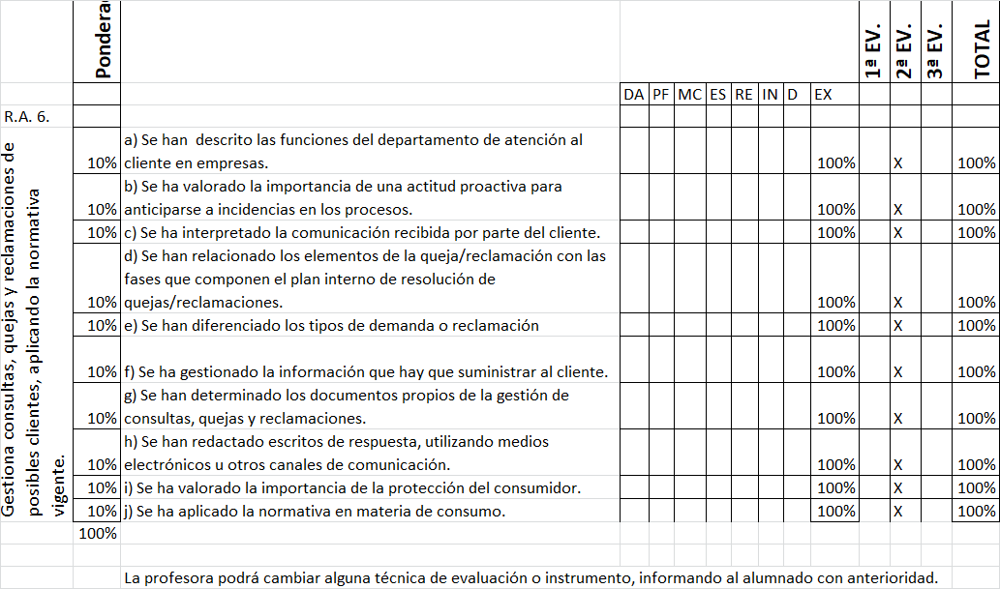 Ponderac
1ª EV.
2ª EV.
3ª EV.
TOTAL
DA PF MC ES RE IN D EX
R.A. 6.
Gestiona consultas, quejas y reclamaciones de
posibles clientes, aplicando la normativa
vigente.
a) Se han  descrito las funciones del departamento de atención al
10% cliente en empresas. 100% X 100%
b) Se ha valorado la importancia de una actitud proactiva para
10% anticiparse a incidencias en los procesos. 100% X 100%
10% c) Se ha interpretado la comunicación recibida por parte del cliente. 100% X 100%
d) Se han relacionado los elementos de la queja/reclamación con las
fases que componen el plan interno de resolución de
10% quejas/reclamaciones. 100% X 100%
10% e) Se han diferenciado los tipos de demanda o reclamación 100% X 100%
10% f) Se ha gestionado la información que hay que suministrar al cliente. 100% X 100%
g) Se han determinado los documentos propios de la gestión de
10% consultas, quejas y reclamaciones. 100% X 100%
h) Se han redactado escritos de respuesta, utilizando medios
10% electrónicos u otros canales de comunicación. 100% X 100%
10% i) Se ha valorado la importancia de la protección del consumidor. 100% X 100%
10% j) Se ha aplicado la normativa en materia de consumo. 100% X 100%
100%
La profesora podrá cambiar alguna técnica de evaluación o instrumento, informando al alumnado con anterioridad.